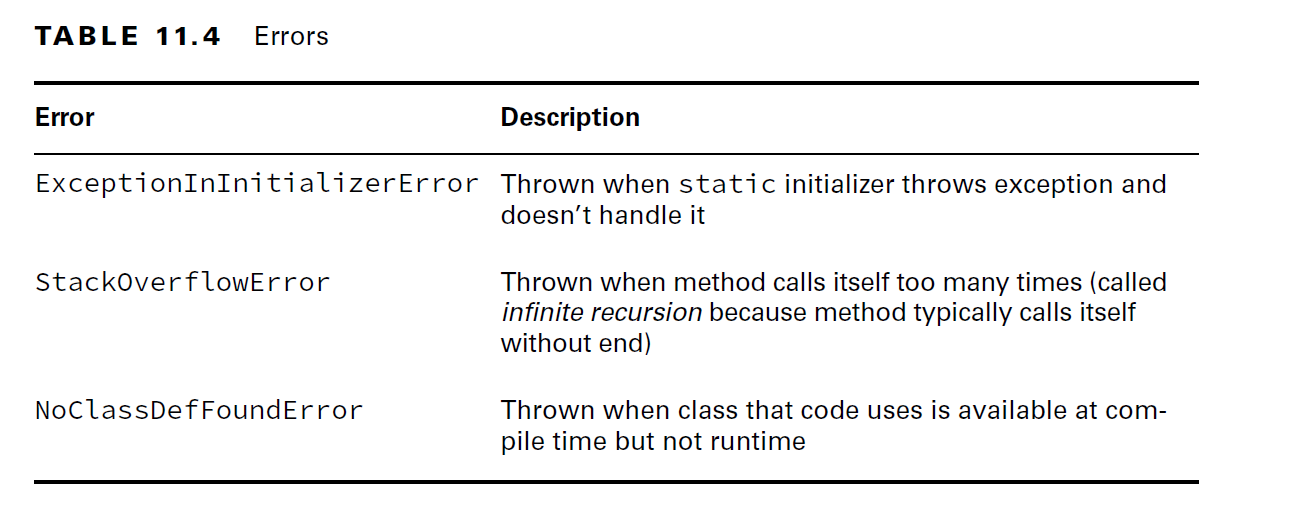 TABLE 11.4 Errors
Error Description
ExceptionInInitializerError Thrown when static initializer throws exception and
doesn’t handle it
StackOverflowError Thrown when method calls itself too many times (called
infinite recursion because method typically calls itself
without end)
NoClassDefFoundError Thrown when class that code uses is available at com-
pile time but not runtime